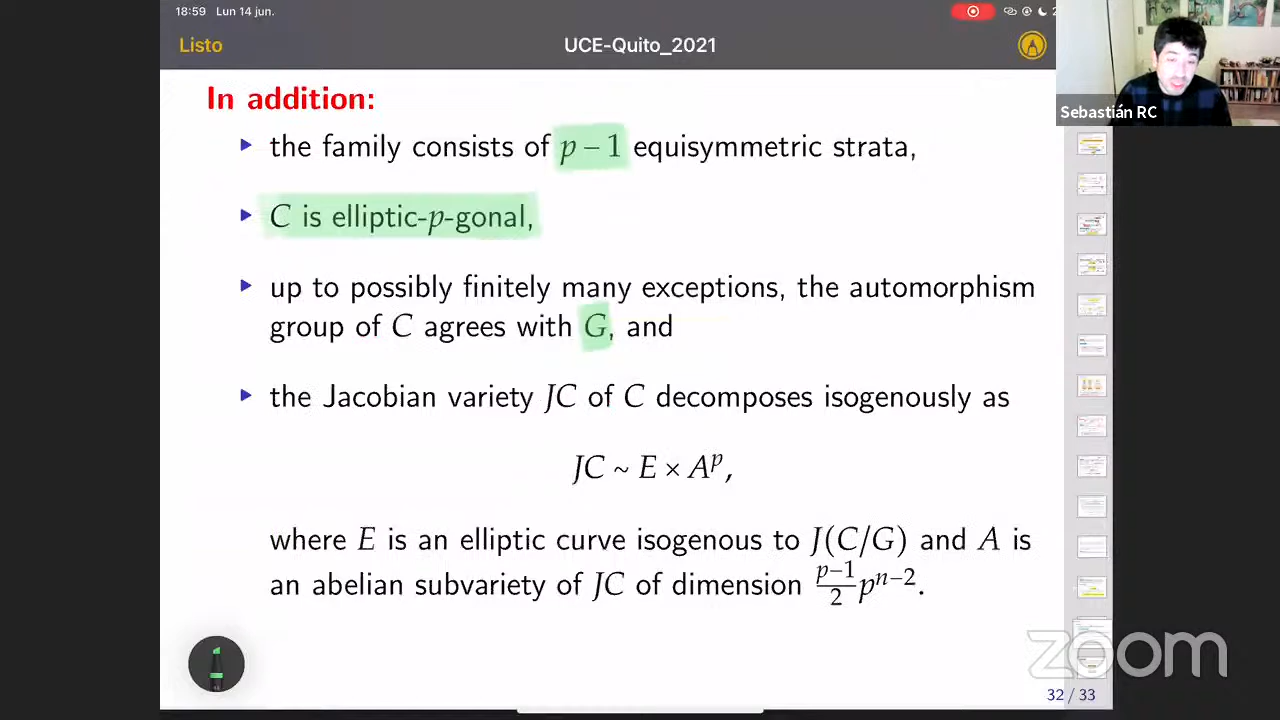 18:59 Lun 14 jun.
Listo
UCE-Quito_2021
Sebastián RC
In addition:
the family consists of p – 1 equisymmetric strata,
C is elliptic-p-gonal,
up to possibly finitely many exceptions, the automorphism
group of C agrees with G, and
the Jacobian variety JC of C decomposes isogenously as
JC ~ E × Aᵖ,
where E is an elliptic curve isogenous to J(C/G) and A is
an abelian subvariety of JC of dimension (p–1)/2 pⁿ⁻².
zoom
32 / 33